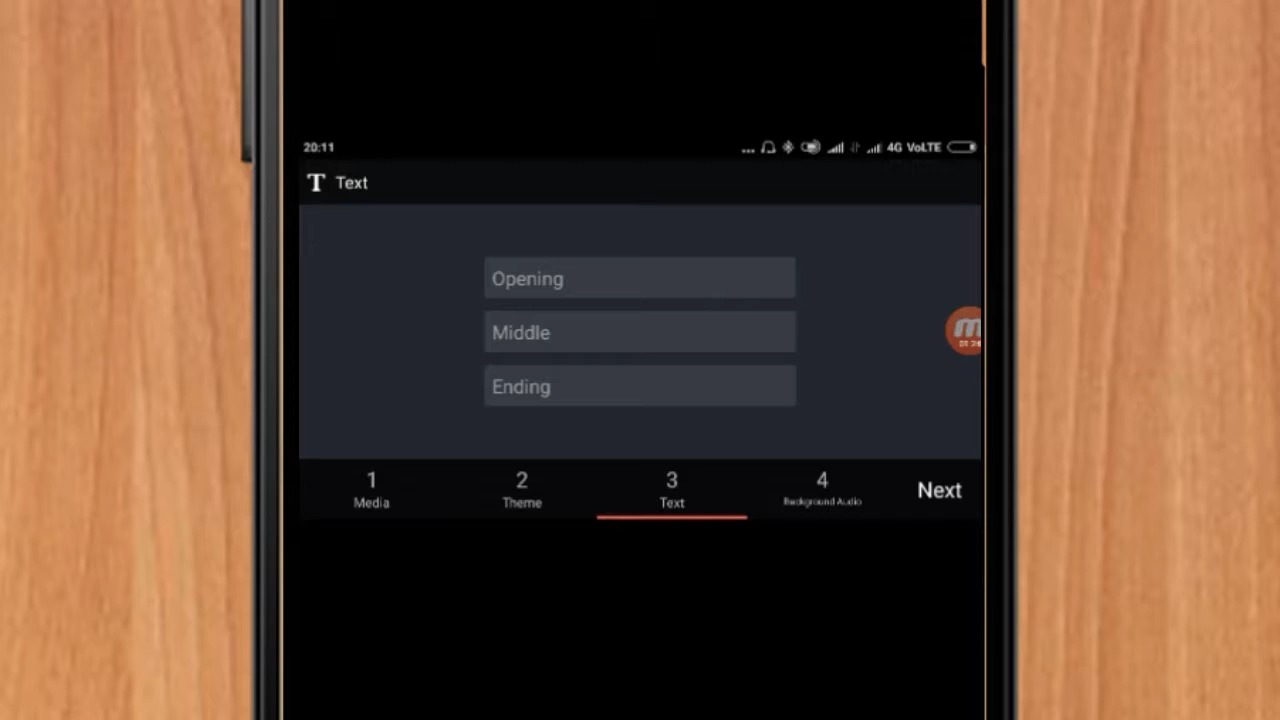 20:11
4G VoLTE
T Text
Opening
Middle
Ending
1
Media
2
Theme
3
Text
4
Background Audio
Next